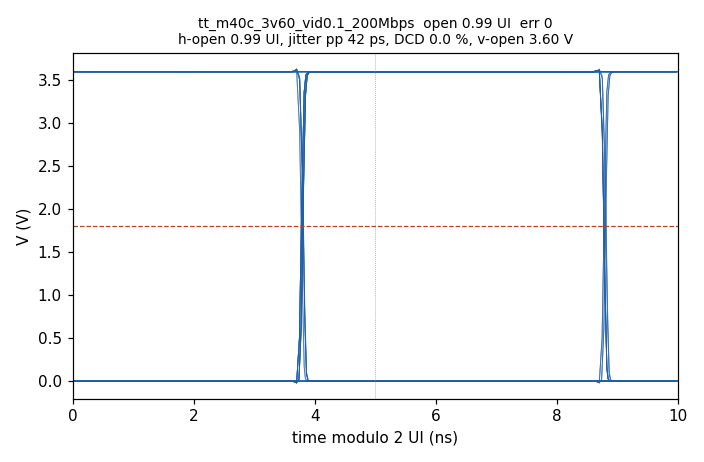 tt_m40c_3v60_vid0.1_200Mbps  open 0.99 UI  err 0
h-open 0.99 UI, jitter pp 42 ps, DCD 0.0 %, v-open 3.60 V
V (V)
3.5
3.0
2.5
2.0
1.5
1.0
0.5
0.0
0 2 4 6 8 10
time modulo 2 UI (ns)